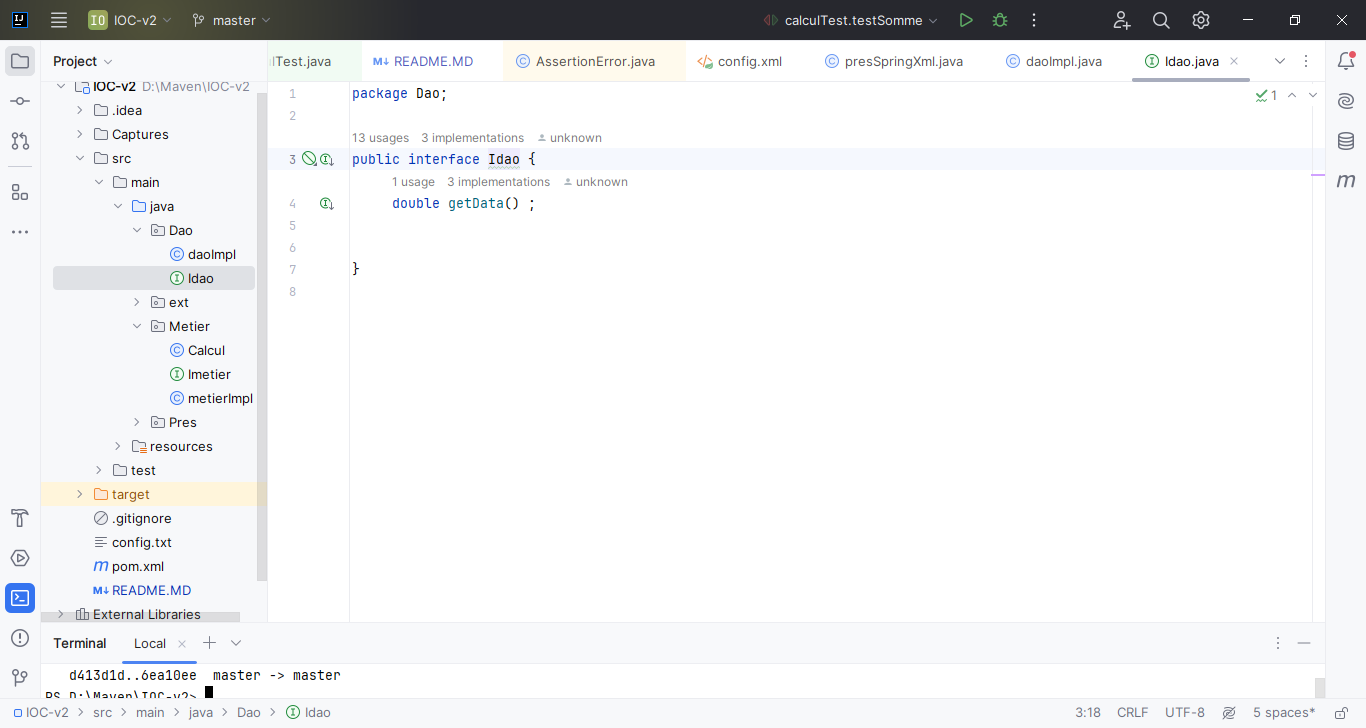 IO IOC-v2 master calculTest.testSomme
Project
lTest.java README.MD AssertionError.java config.xml presSpringXml.java daoImpl.java Idao.java
IOC-v2 D:\Maven\IOC-v2
.idea
Captures
src
main
java
Dao
daoImpl
Idao
ext
Metier
Calcul
Imetier
metierImpl
Pres
resources
test
target
.gitignore
config.txt
pom.xml
README.MD
External Libraries
1 package Dao;
2
13 usages 3 implementations unknown
3 public interface Idao {
1 usage 3 implementations unknown
4 double getData() ;
5
6
7 }
8
1
Terminal Local
d413d1d..6ea10ee master -> master
PS D:\Maven\IOC-v2>
IOC-v2 src main java Dao Idao 3:18 CRLF UTF-8 5 spaces*